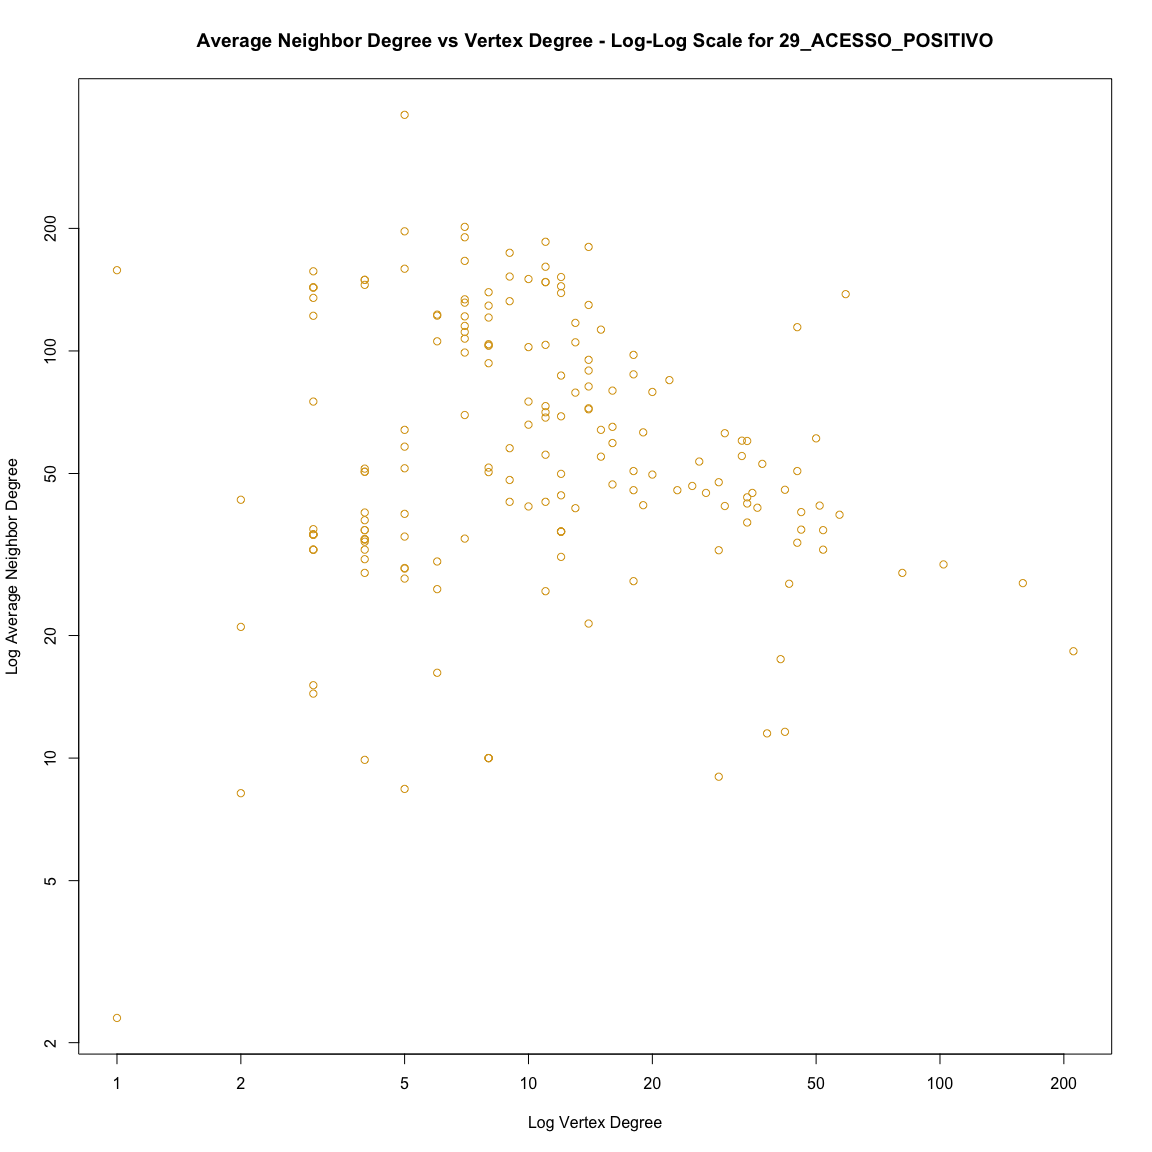 Average Neighbor Degree vs Vertex Degree - Log-Log Scale for 29_ACESSO_POSITIVO
Log Average Neighbor Degree
200
100
50
20
10
5
2
1 2 5 10 20 50 100 200
Log Vertex Degree